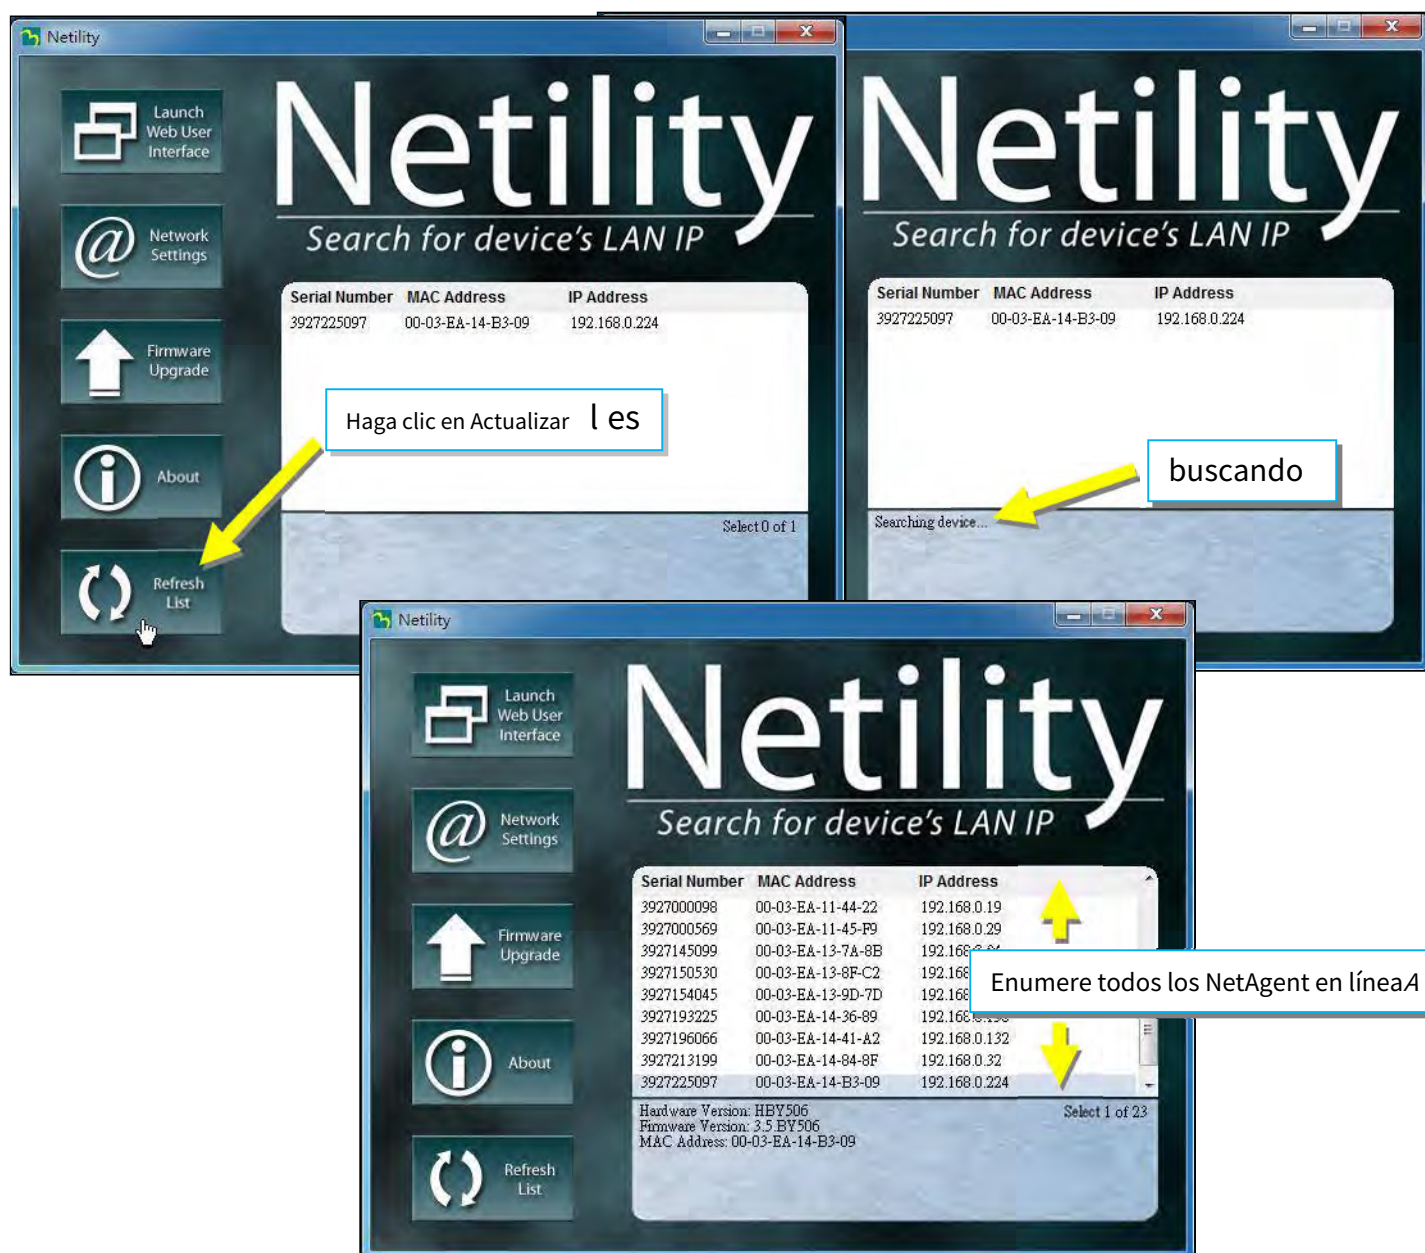 Netility
Launch
Web User
Interface
Network
Settings
Firmware
Upgrade
About
Refresh
List
Netility
Search for device's LAN IP
Serial Number MAC Address IP Address
3927225097 00-03-EA-14-B3-09 192.168.0.224
Haga clic en Actualizar l es
Select 0 of 1
Netility
Search for device's LAN IP
Serial Number MAC Address IP Address
3927225097 00-03-EA-14-B3-09 192.168.0.224
buscando
Searching device...
Netility
Launch
Web User
Interface
Network
Settings
Firmware
Upgrade
About
Refresh
List
Netility
Search for device's LAN IP
Serial Number MAC Address IP Address
3927000098 00-03-EA-11-44-22 192.168.0.19
3927000569 00-03-EA-11-45-F9 192.168.0.29
3927145099 00-03-EA-13-7A-8B
3927150530 00-03-EA-13-8F-C2 192.168
3927154045 00-03-EA-13-9D-7D 192.168
3927193225 00-03-EA-14-36-89
3927196066 00-03-EA-14-41-A2 192.168.0.132
3927213199 00-03-EA-14-84-8F 192.168.0.32
3927225097 00-03-EA-14-B3-09 192.168.0.224
Enumere todos los NetAgent en líneaA
Hardware Version: HBY506
Firmware Version: 3.5.BY506
MAC Address: 00-03-EA-14-B3-09
Select 1 of 23